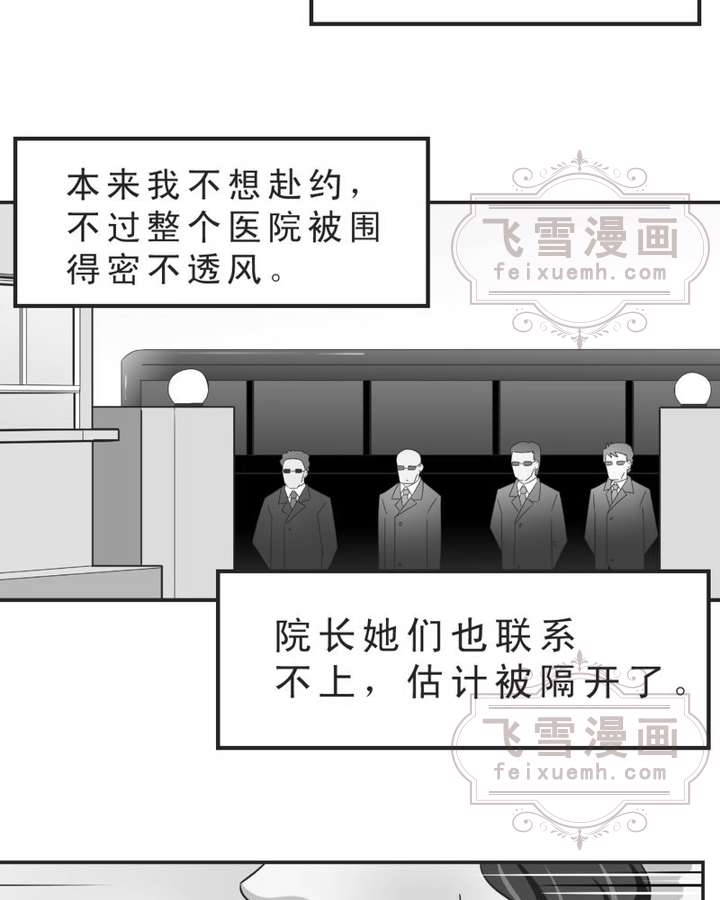 本来我不想赴约，
不过整个医院被围
得密不透风。
飞雪漫画
feixuemh.com
院长她们也联系
不上，估计被隔开了。
飞雪漫画
feixuemh.com